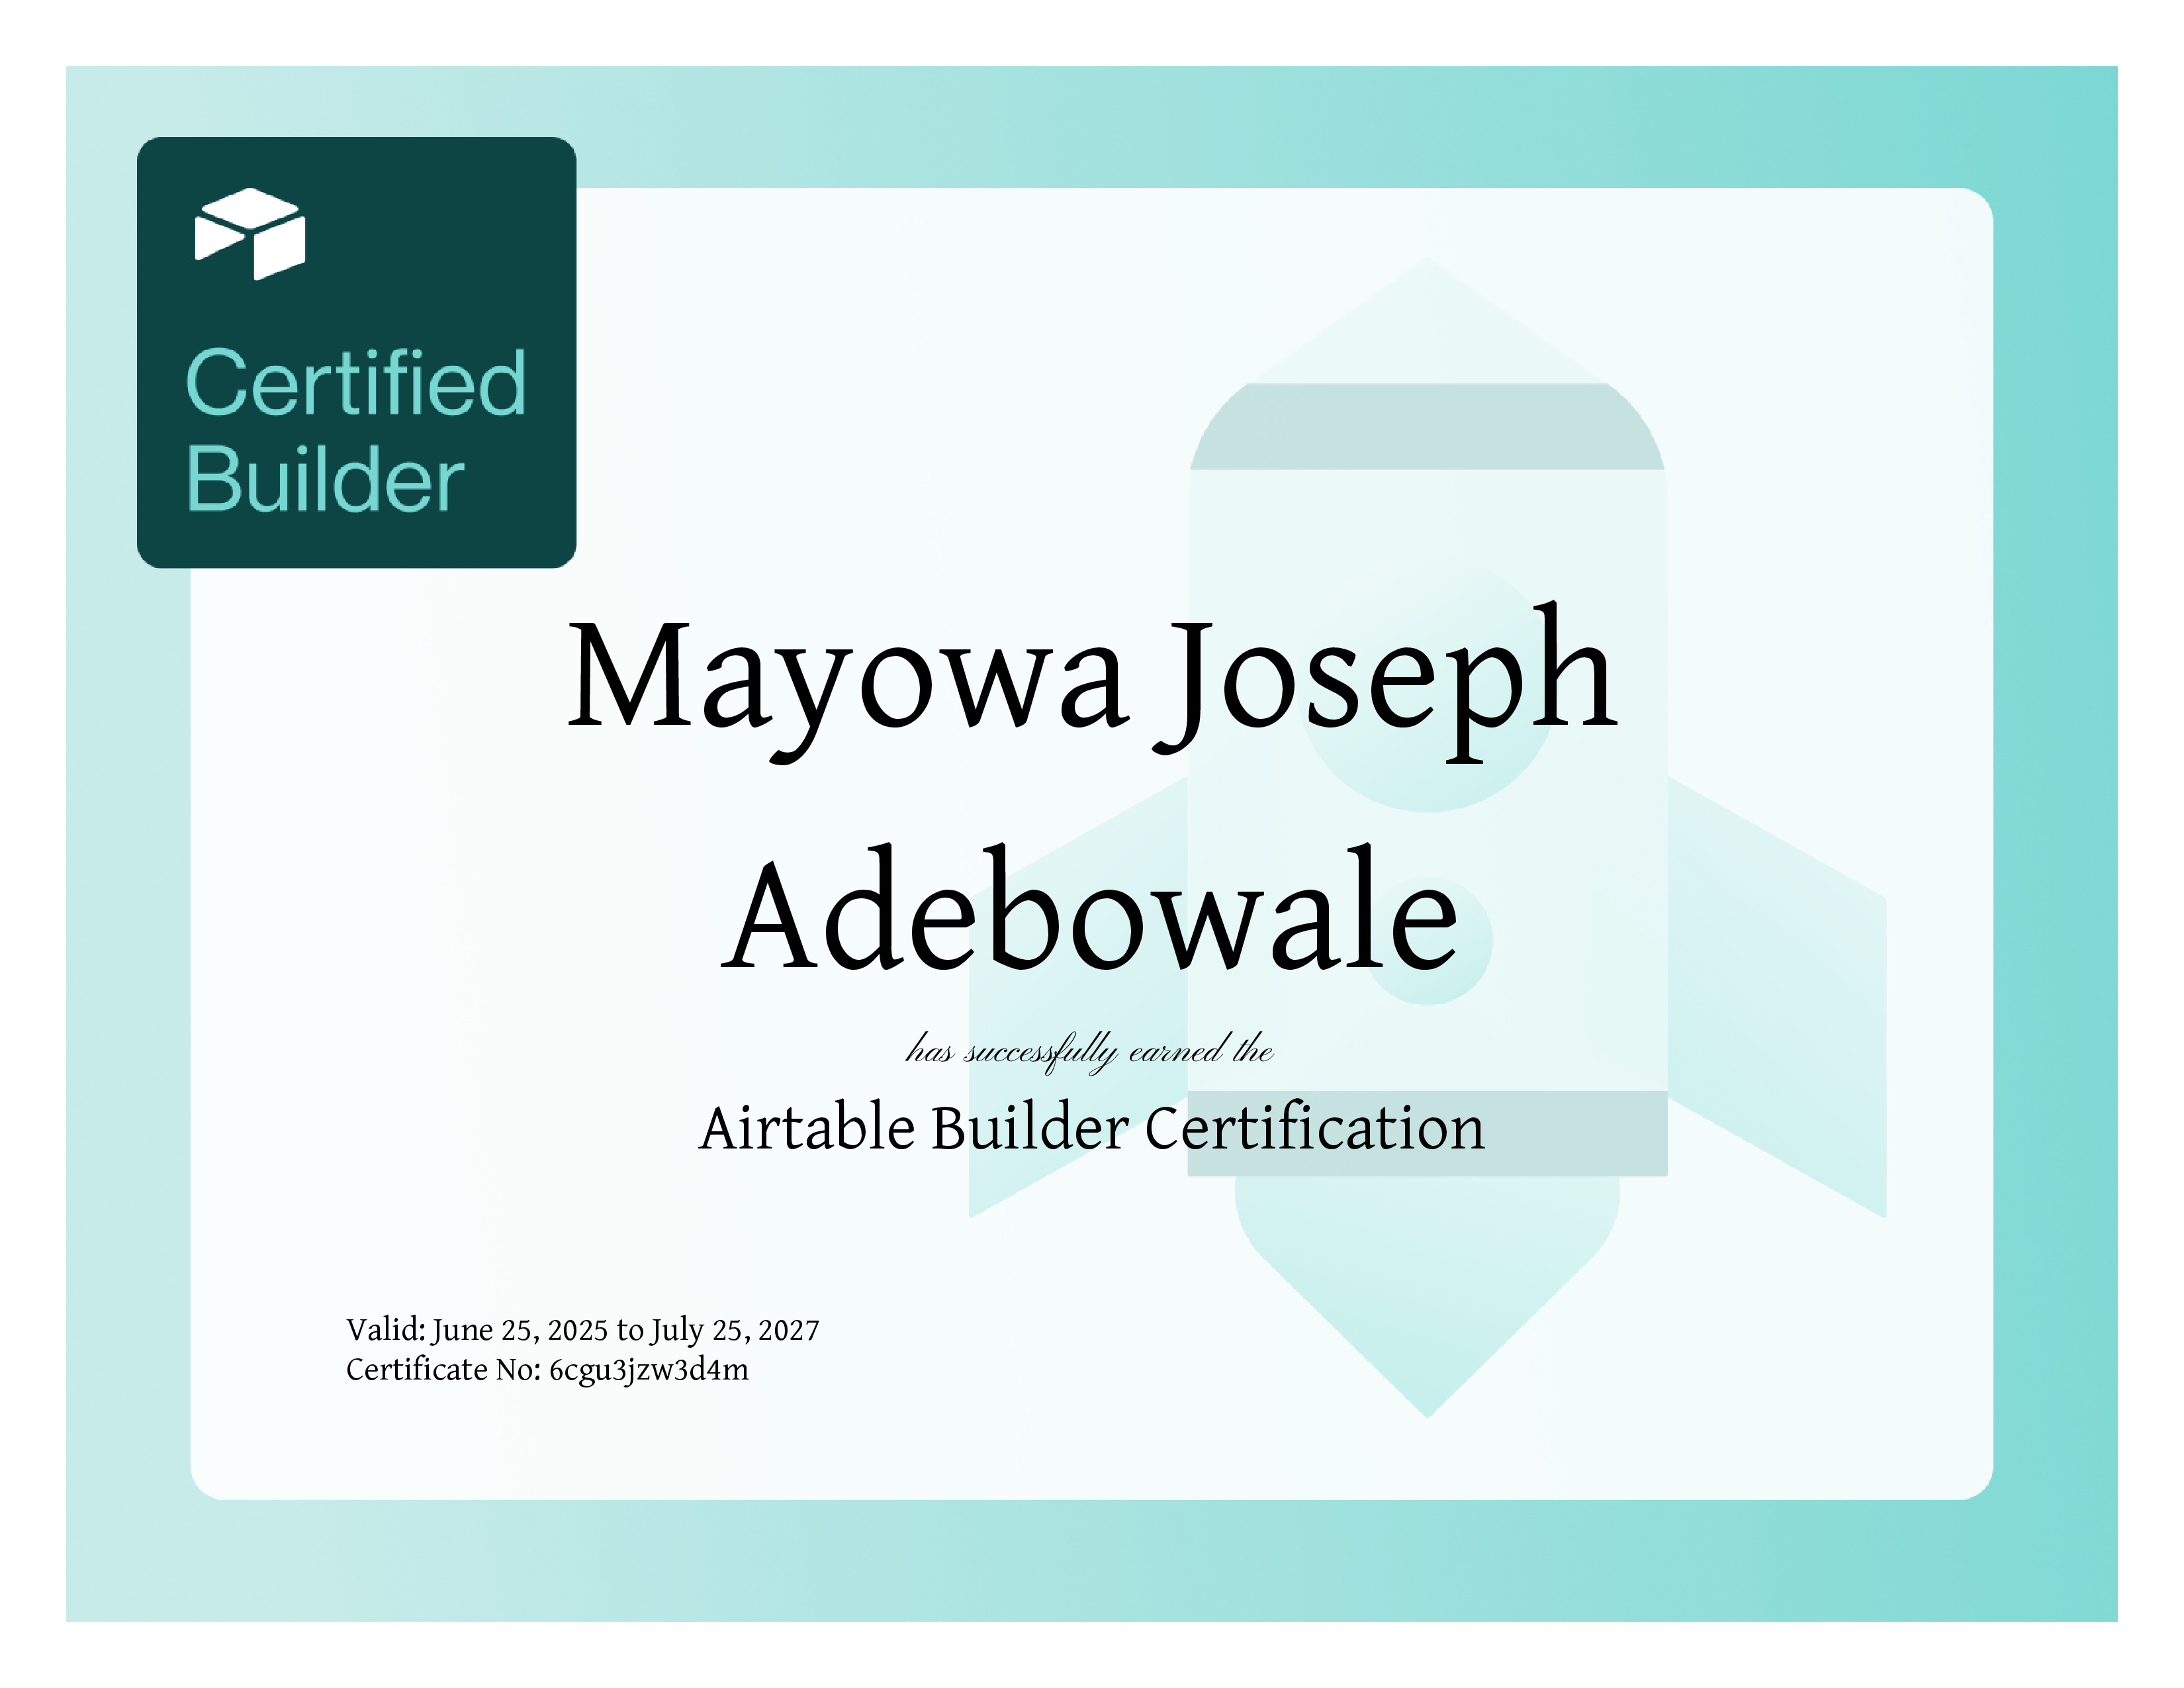 Certified
Builder
Mayowa Joseph
Adebowale
has successfully earned the
Airtable Builder Certification
Valid: June 25, 2025 to July 25, 2027
Certificate No: 6cgu3jzw3d4m